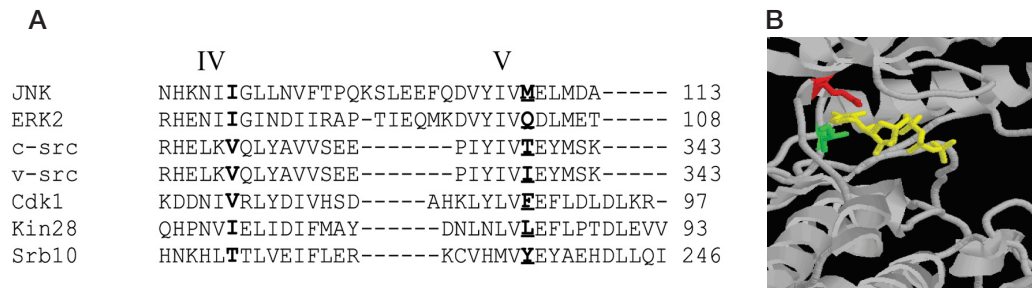 A
B
IV V
JNK NHKNIIGLLNVFTPQKSLEEFQDVYIVMELMDA----- 113
ERK2 RHENIIGINDIIRAP-TIEQMKDVYIVQDLMET----- 108
c-src RHELKVQLYAVVSEE------PIYIVTEYMSK------ 343
v-src RHELKVQLYAVVSEE------PIYIVIEYMSK------ 343
Cdk1 KDDNIVRLYDIVHSD-----AHKLYLVFEFLDLDLKR- 97
Kin28 QHPNVIELIDIFMAY------DNLNLVLEFLPTDLEVV 93
Srb10 HNKHLTTLVEIFLER------KCVHMVYEYAEHDLLQI 246